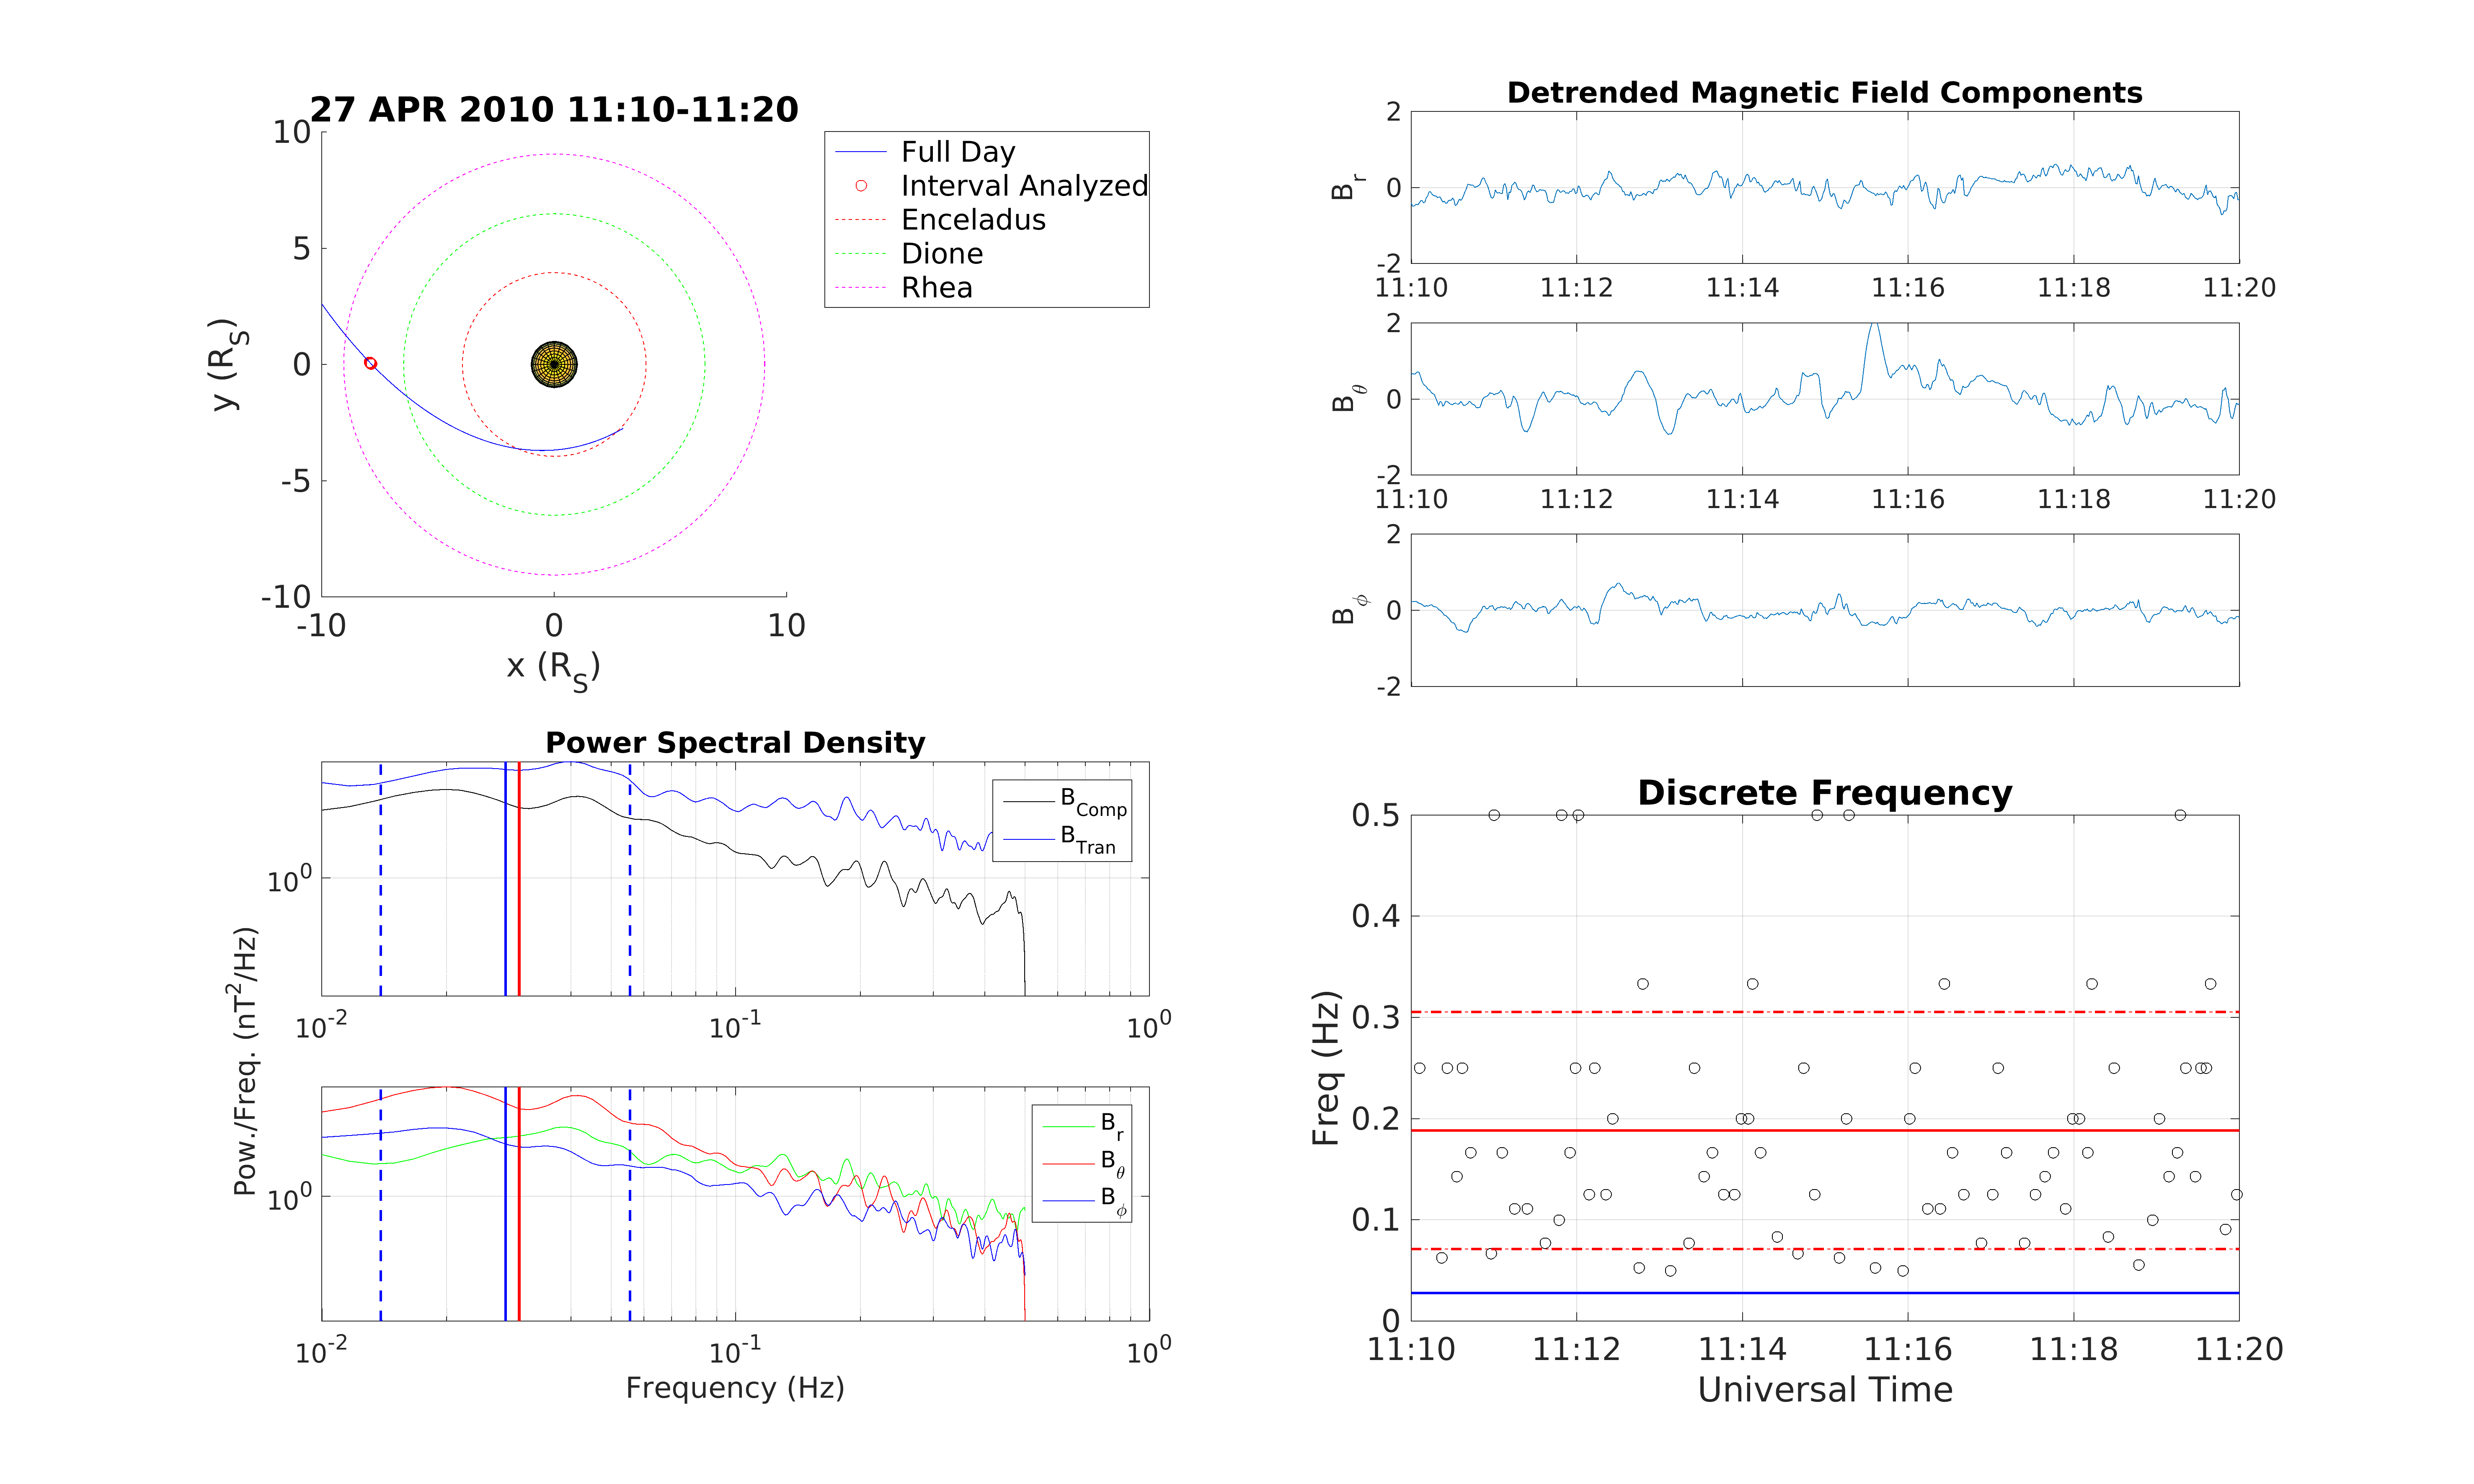 27 APR 2010 11:10-11:20
10
5
0
-5
-10
y (R_S)
-10 0 10
x (R_S)
Full Day
Interval Analyzed
Enceladus
Dione
Rhea
Detrended Magnetic Field Components
2
0
-2
B_r
11:10 11:12 11:14 11:16 11:18 11:20
2
0
-2
B_θ
11:10 11:12 11:14 11:16 11:18 11:20
2
0
-2
B_ϕ
Power Spectral Density
10^0
B_Comp
B_Tran
10^-2 10^-1 10^0
Pow./Freq. (nT^2/Hz)
10^0
B_r
B_θ
B_ϕ
10^-2 10^-1 10^0
Frequency (Hz)
Discrete Frequency
0.5
0.4
0.3
0.2
0.1
0
Freq (Hz)
11:10 11:12 11:14 11:16 11:18 11:20
Universal Time